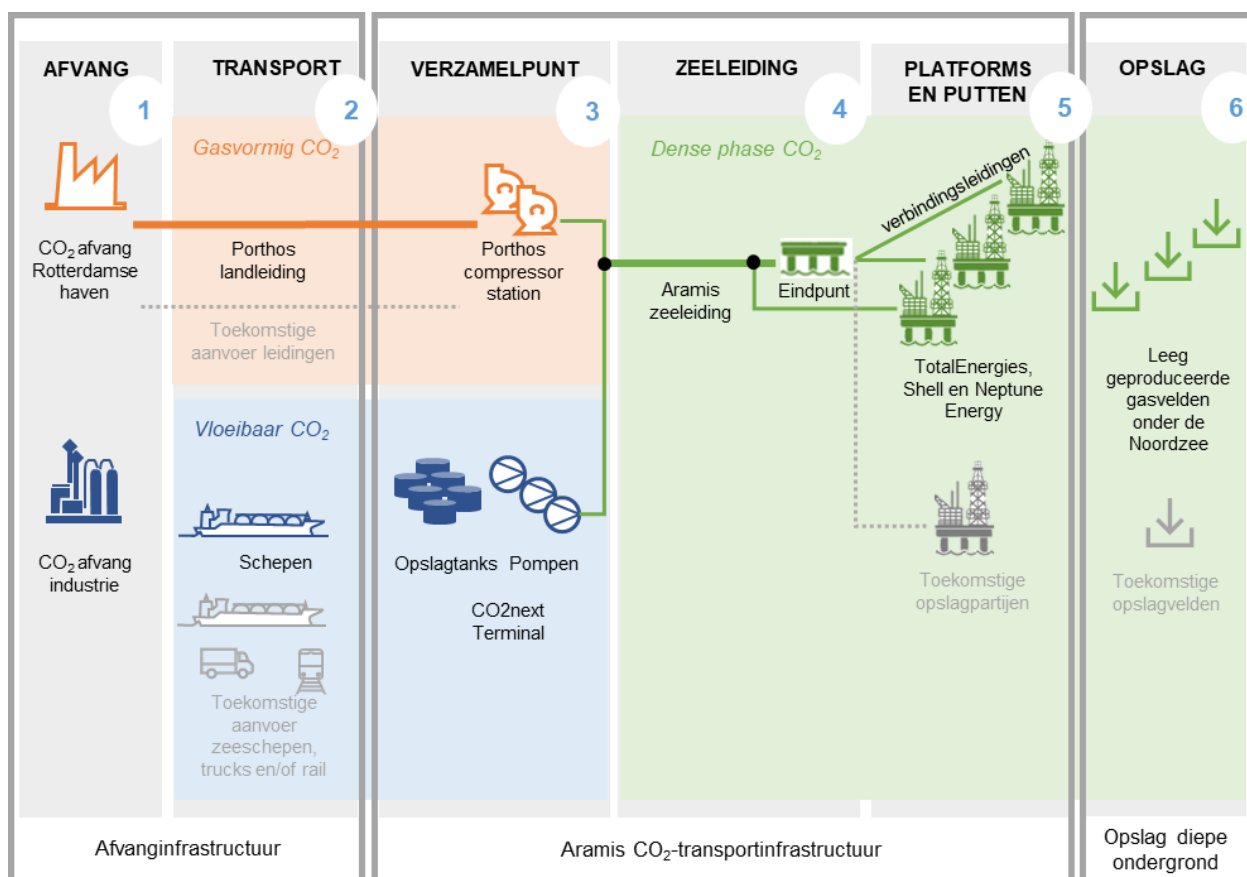 AFVANG
1
TRANSPORT
2
VERZAMELPUNT
3
ZEELEIDING
4
PLATFORMS
EN PUTTEN
5
OPSLAG
6
Gasvormig CO₂
Dense phase CO₂
verbindingsleidingen
CO₂ afvang
Rotterdamse
haven
Porthos
landleiding
C
C
Porthos
compressor
station
Aramis
zeeleiding
Eindpunt
Toekomstige
aanvoer leidingen
TotalEnergies,
Shell en Neptune
Energy
Leeg
geproduceerde
gasvelden
onder de
Noordzee
Vloeibaar CO₂
CO₂ afvang
industrie
Schepen
Opslagtanks
Pompen
CO2next
Terminal
Toekomstige
opslagpartijen
Toekomstige
opslagvelden
Toekomstige
aanvoer
zeeschepen,
trucks en/of rail
Afvanginfrastructuur
Aramis CO₂-transportinfrastructuur
Opslag diepe
ondergrond